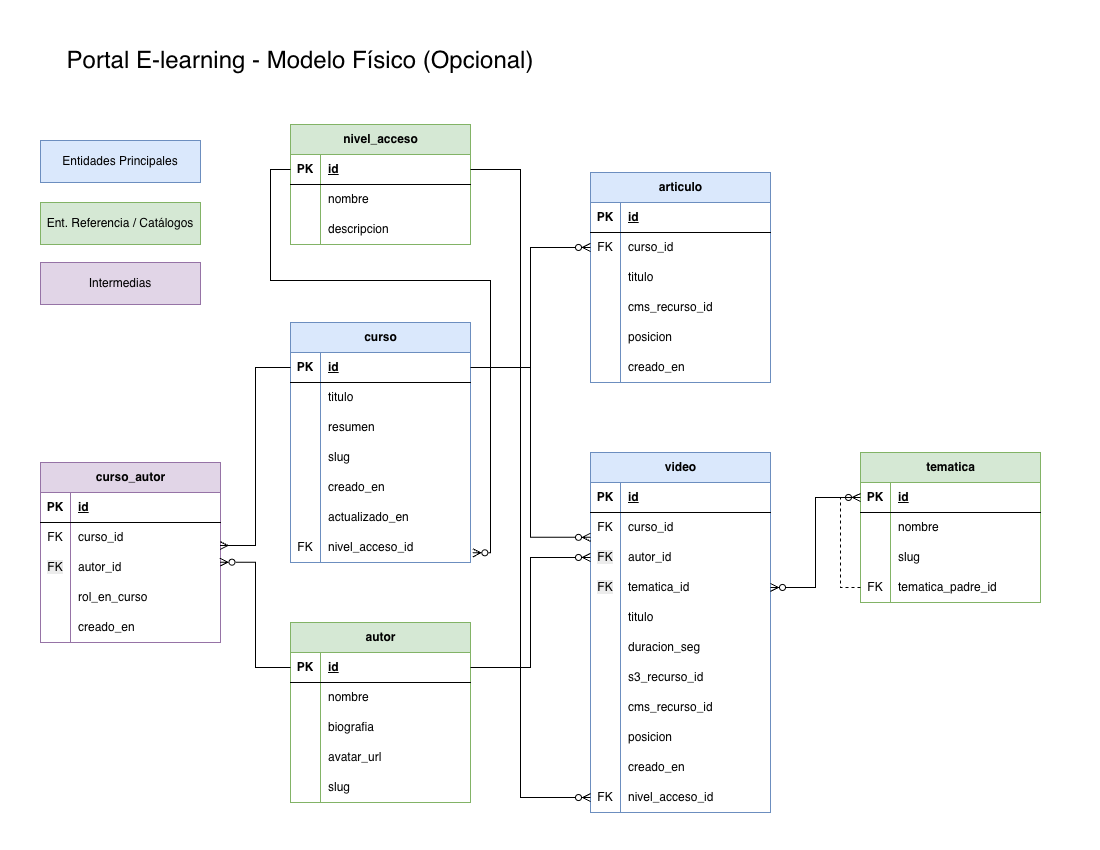 Portal E-learning - Modelo Físico (Opcional)
Entidades Principales
Ent. Referencia / Catálogos
Intermedias
nivel_acceso
PK id
nombre
descripcion
curso
PK id
titulo
resumen
slug
creado_en
actualizado_en
FK nivel_acceso_id
curso_autor
PK id
FK curso_id
FK autor_id
rol_en_curso
creado_en
autor
PK id
nombre
biografia
avatar_url
slug
articulo
PK id
FK curso_id
titulo
cms_recurso_id
posicion
creado_en
video
PK id
FK curso_id
FK autor_id
FK tematica_id
titulo
duracion_seg
s3_recurso_id
cms_recurso_id
posicion
creado_en
FK nivel_acceso_id
tematica
PK id
nombre
slug
FK tematica_padre_id